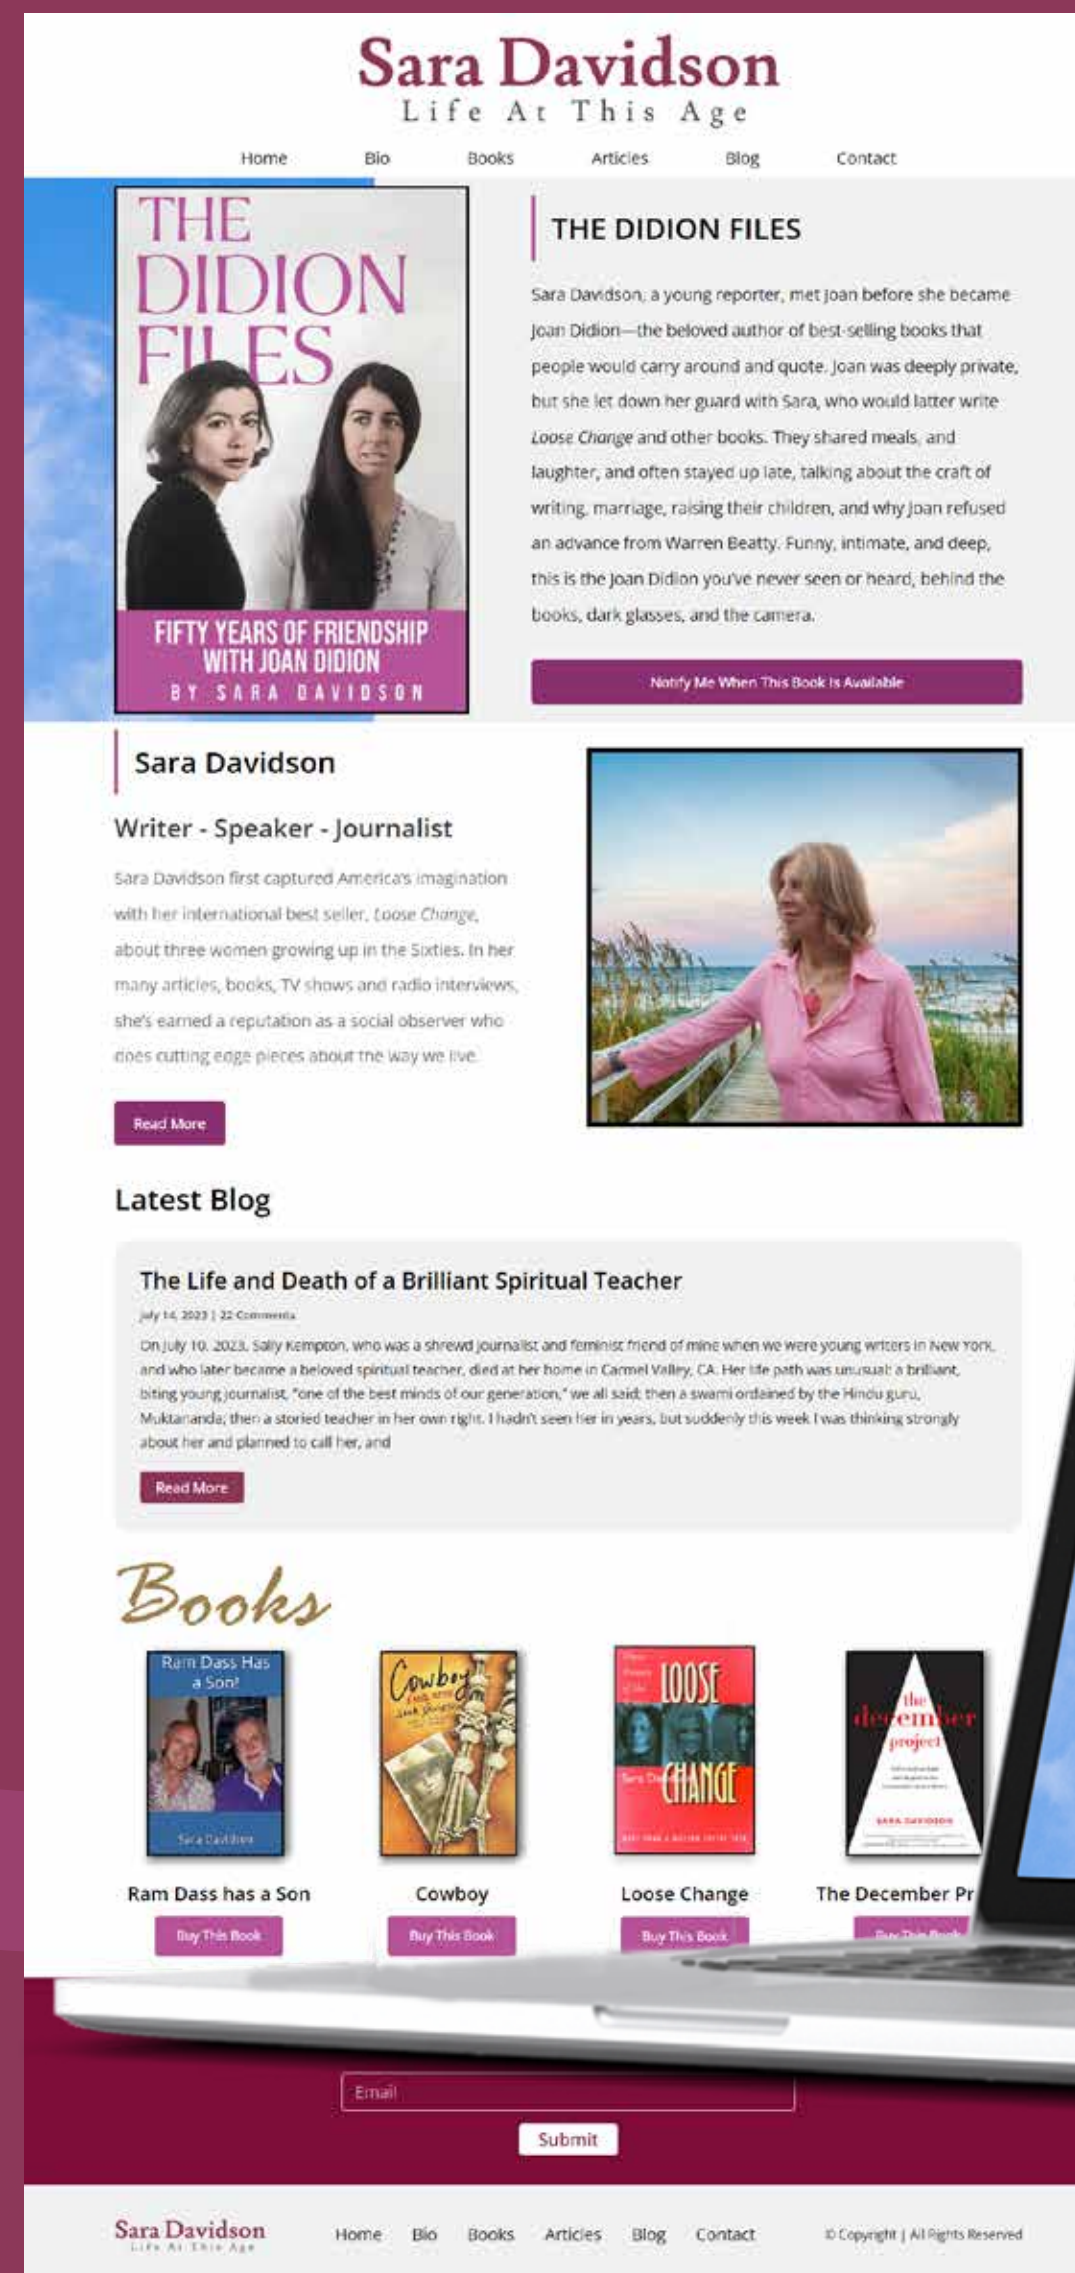 Sara Davidson
Life At This Age
Home Bio Books Articles Blog Contact
THE
DIDION
FILES
FIFTY YEARS OF FRIENDSHIP
WITH JOAN DIDION
BY SARA DAVIDSON
THE DIDION FILES
Sara Davidson, a young reporter, met Joan before she became
Joan Didion—the beloved author of best-selling books that
people would carry around and quote. Joan was deeply private,
but she let down her guard with Sara, who would latter write
Loose Change and other books. They shared meals, and
laughter, and often stayed up late, talking about the craft of
writing, marriage, raising their children, and why Joan refused
an advance from Warren Beatty. Funny, intimate, and deep,
this is the Joan Didion you've never seen or heard, behind the
books, dark glasses, and the camera.
Notify Me When This Book Is Available
Sara Davidson
Writer - Speaker - Journalist
Sara Davidson first captured America's imagination
with her international best seller, Loose Change,
about three women growing up in the Sixties. In her
many articles, books, TV shows and radio interviews,
she's earned a reputation as a social observer who
does cutting edge pieces about the way we live.
Read More
Latest Blog
The Life and Death of a Brilliant Spiritual Teacher
July 14, 2023 | 22 Comments
On July 10, 2023, Sally Kempton, who was a shrewd journalist and feminist friend of mine when we were young writers in New York,
and who later became a beloved spiritual teacher, died at her home in Carmel Valley, CA. Her life path was unusual: a brilliant,
biting young journalist, "one of the best minds of our generation," we all said; then a swami ordained by the Hindu guru,
Muktananda; then a storied teacher in her own right. I hadn't seen her in years, but suddenly this week I was thinking strongly
about her and planned to call her, and
Read More
Books
Ram Dass Has
a Son!
Sara Davidson
Cowboy
LOOSE
CHANGE
the
december
project
SARA DAVIDSON
Ram Dass has a Son Cowboy Loose Change The December Pr
Buy This Book Buy This Book Buy This Book Buy This Book
Email
Submit
Sara Davidson
Life At This Age
Home Bio Books Articles Blog Contact
© Copyright | All Rights Reserved